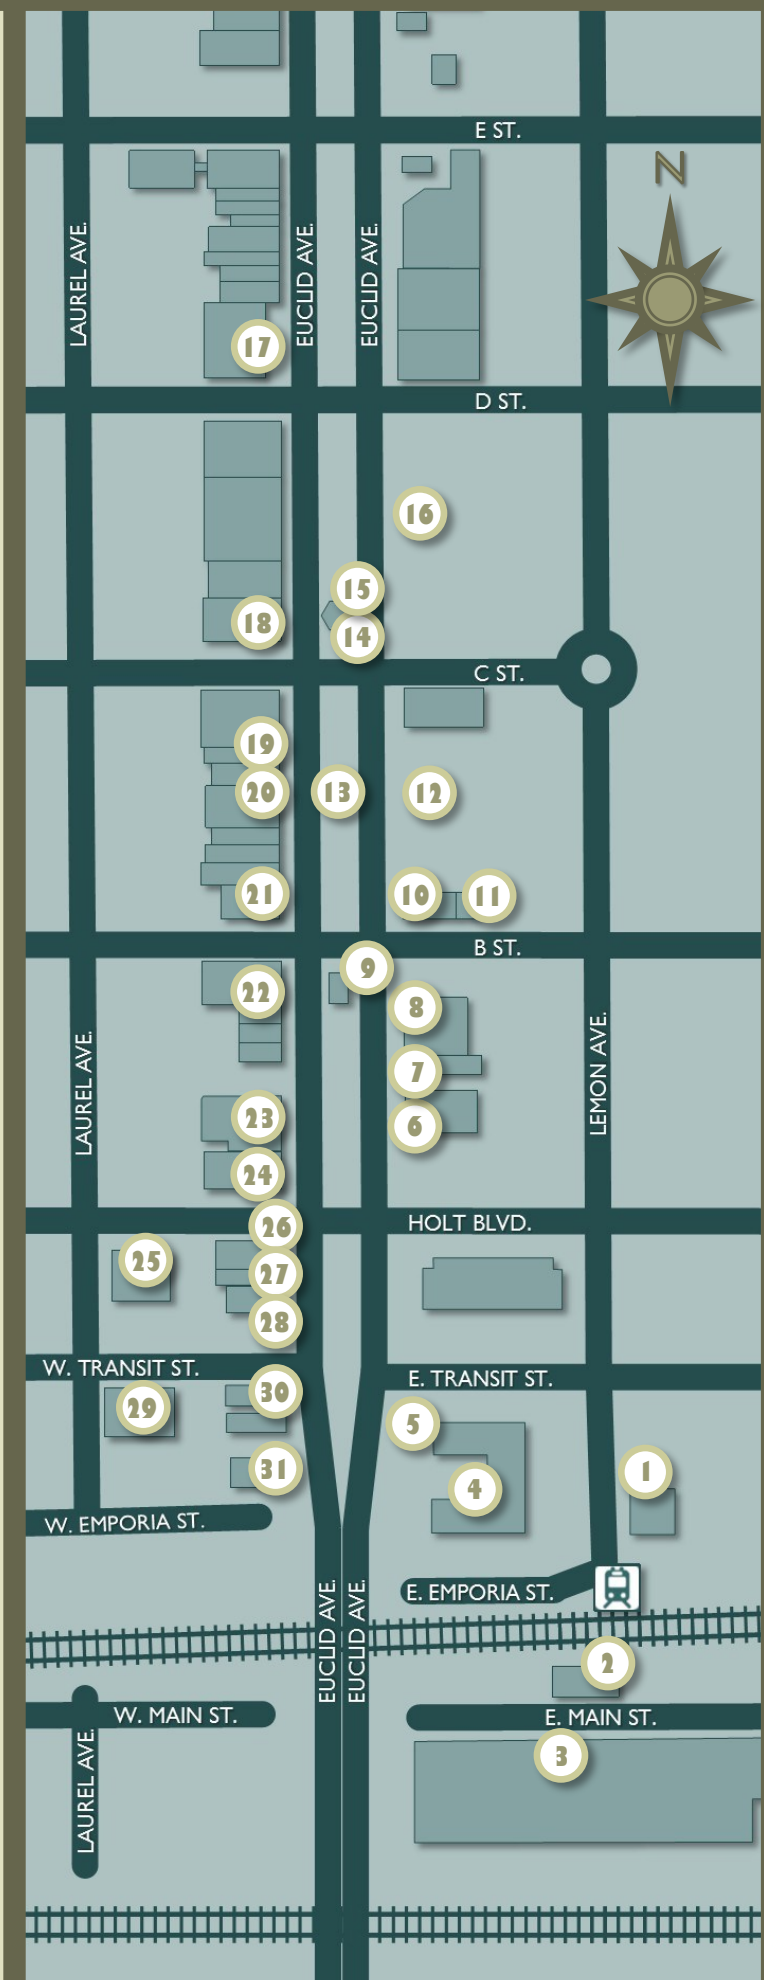 E ST.
N
LAUREL AVE.
EUCLID AVE.
EUCLID AVE.
17
D ST.
16
15
18
14
C ST.
19
20
13
12
21
10
11
B ST.
9
22
8
LAUREL AVE.
LEMON AVE.
7
23
6
24
HOLT BLVD.
26
25
27
28
W. TRANSIT ST.
E. TRANSIT ST.
30
29
5
31
1
4
W. EMPORIA ST.
E. EMPORIA ST.
EUCLID AVE.
EUCLID AVE.
2
W. MAIN ST.
E. MAIN ST.
3
LAUREL AVE.